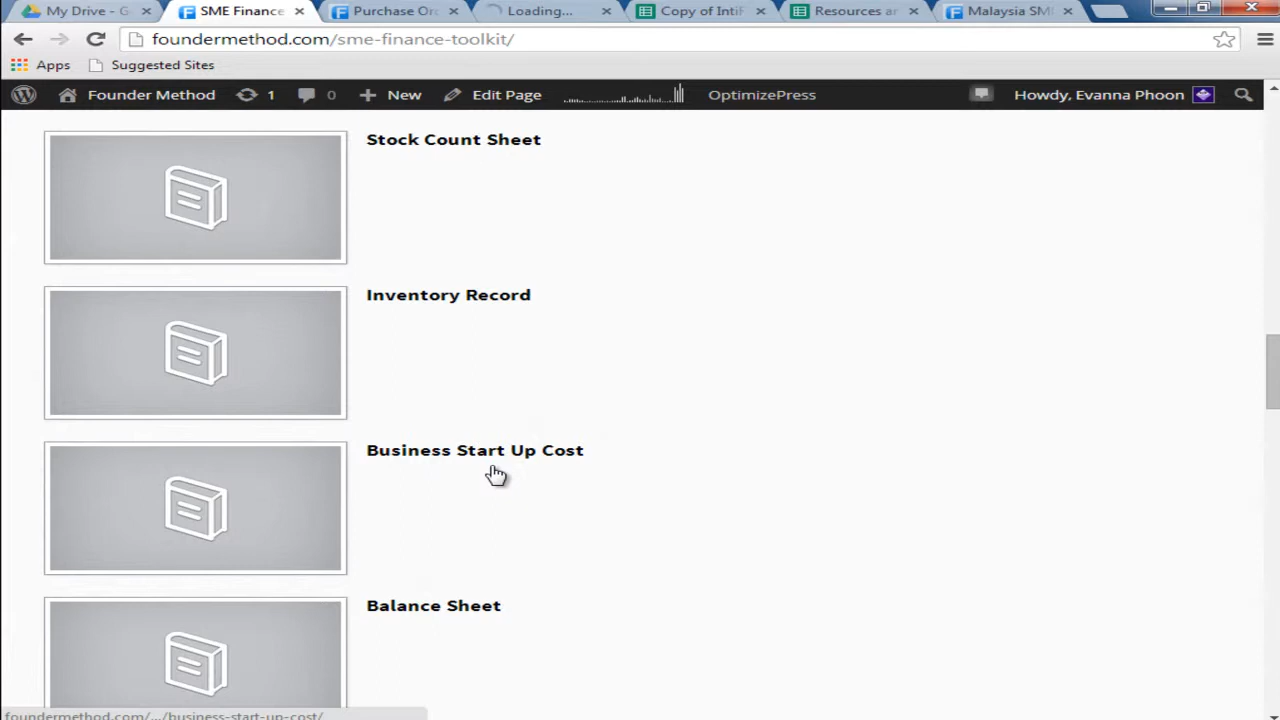 My Drive - G
SME Finance
Purchase Or
Loading...
Copy of Inti
Resources an
Malaysia SM
foundermethod.com/sme-finance-toolkit/
Apps
Suggested Sites
Founder Method
1
0
New
Edit Page
OptimizePress
Howdy, Evanna Phoon
Stock Count Sheet
Inventory Record
Business Start Up Cost
Balance Sheet
foundermethod.com/.../business-start-up-cost/